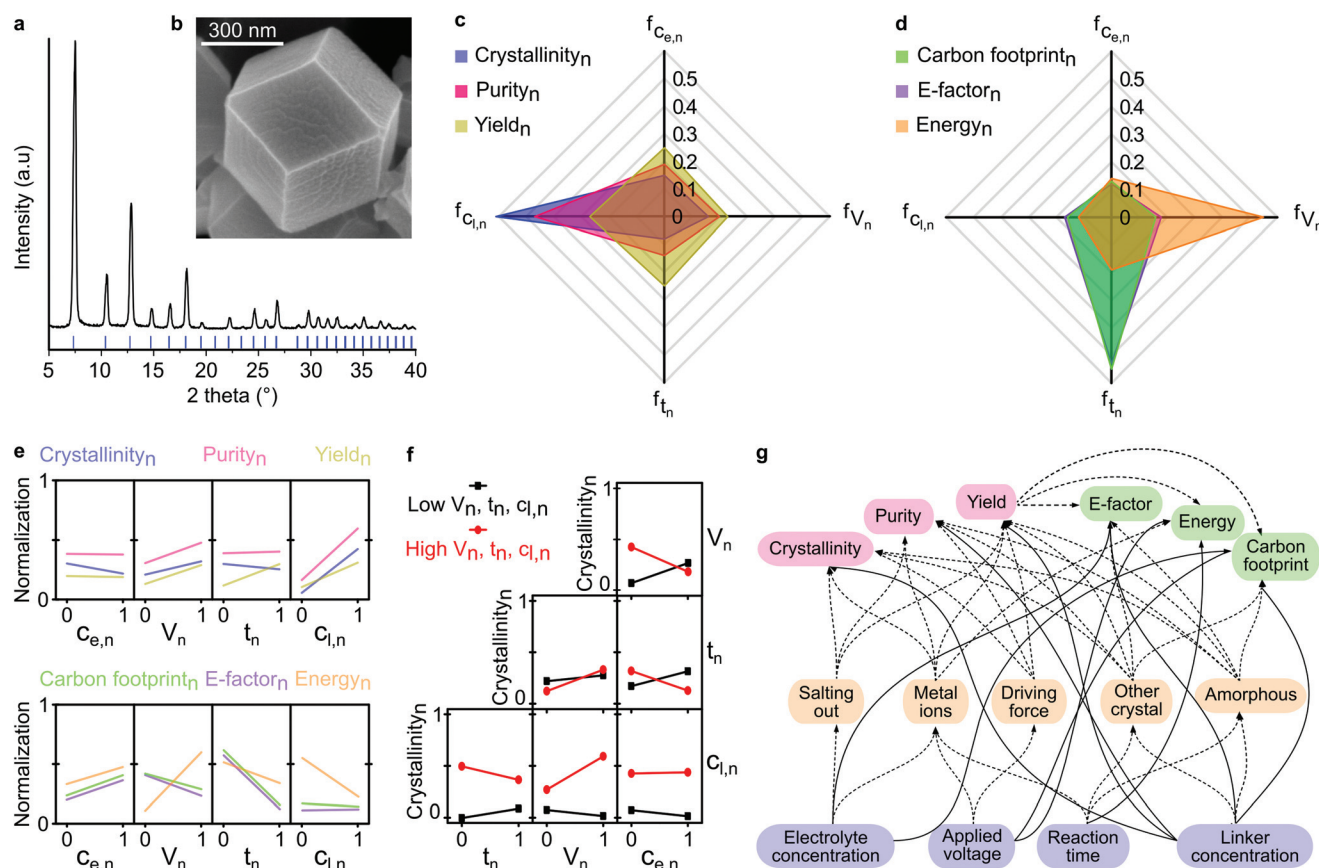 a
Intensity (a.u)
5 10 15 20 25 30 35 40
2 theta (°)
b
300 nm
c
Crystallinityn
Purityn
Yieldn
fce,n
0.5
0.4
0.3
0.2
0.1
0
fcl,n
fVn
ftn
d
Carbon footprintn
E-factorn
Energyn
fce,n
0.5
0.4
0.3
0.2
0.1
0
fcl,n
fVn
ftn
e
Crystallinityn Purityn Yieldn
1
Normalization
0
0 1 0 1 0 1 0 1
ce,n Vn tn cl,n
Carbon footprintn E-factorn Energyn
1
Normalization
0
0 1 0 1 0 1 0 1
ce,n Vn tn cl,n
f
Low Vn, tn, cl,n
High Vn, tn, cl,n
1
Crystallinityn
0
Vn
1
Crystallinityn
0
tn
1
Crystallinityn
0
cl,n
0 1 0 1 0 1
tn Vn ce,n
g
Crystallinity
Purity
Yield
E-factor
Energy
Carbon
footprint
Salting
out
Metal
ions
Driving
force
Other
crystal
Amorphous
Electrolyte
concentration
Applied
voltage
Reaction
time
Linker
concentration